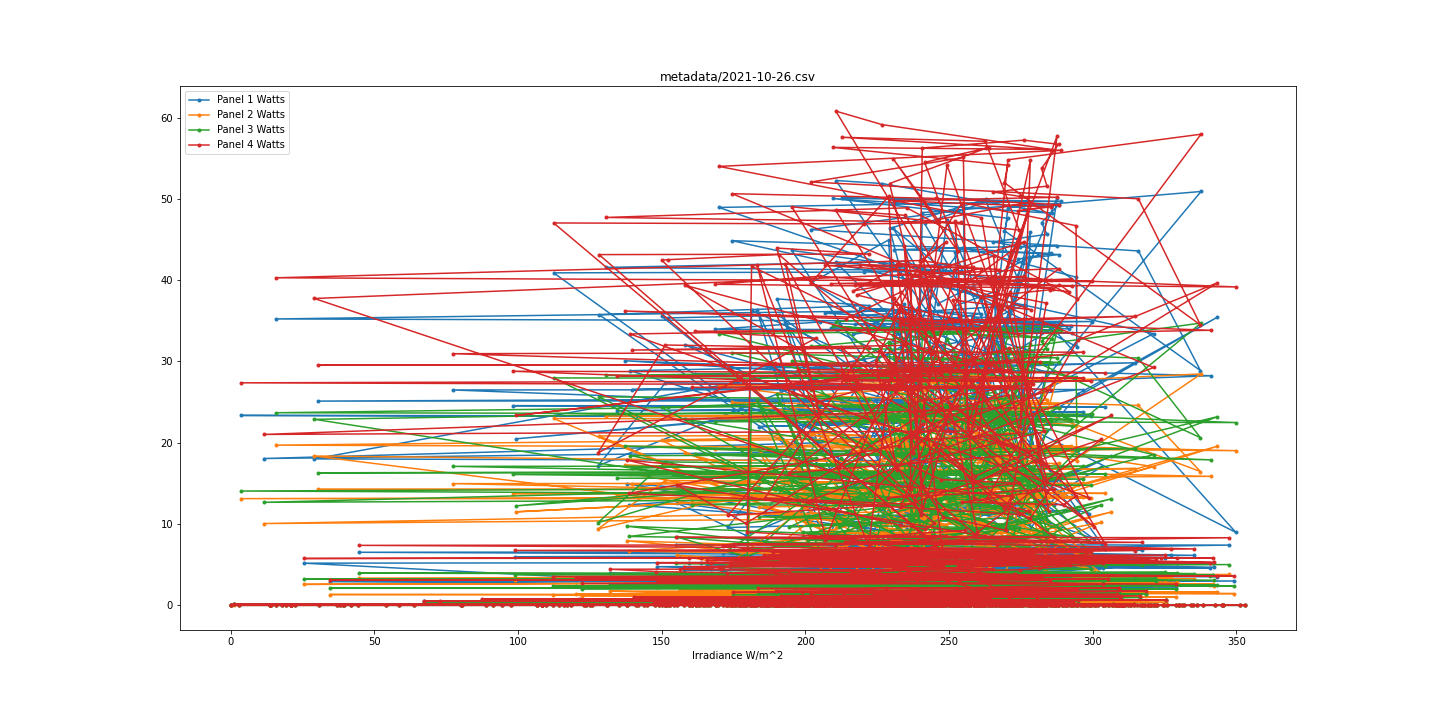 metadata/2021-10-26.csv
Panel 1 Watts
Panel 2 Watts
Panel 3 Watts
Panel 4 Watts
60
50
40
30
20
10
0
0 50 100 150 200 250 300 350
Irradiance W/m^2